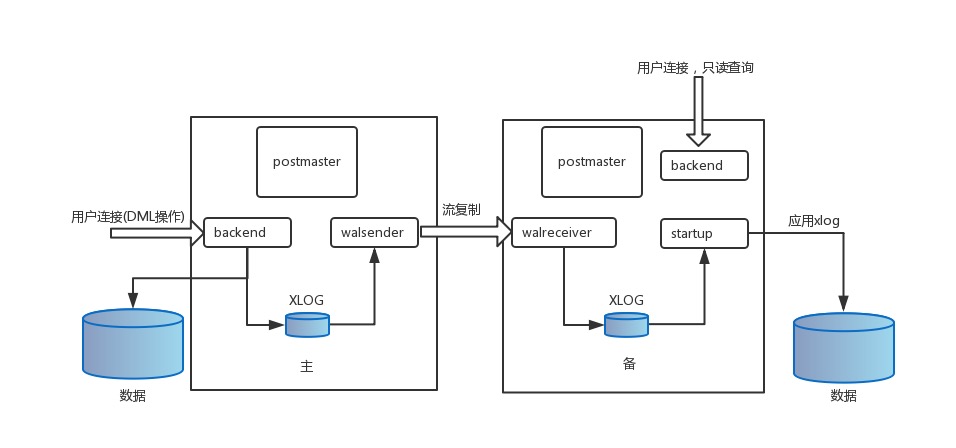 用户连接，只读查询
postmaster
postmaster
backend
用户连接(DML操作)
backend
walsender
流复制
walreceiver
startup
应用xlog
XLOG
XLOG
主
备
数据
数据